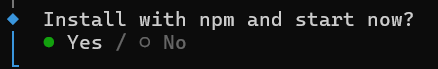 Install with npm and start now?
● Yes / ○ No